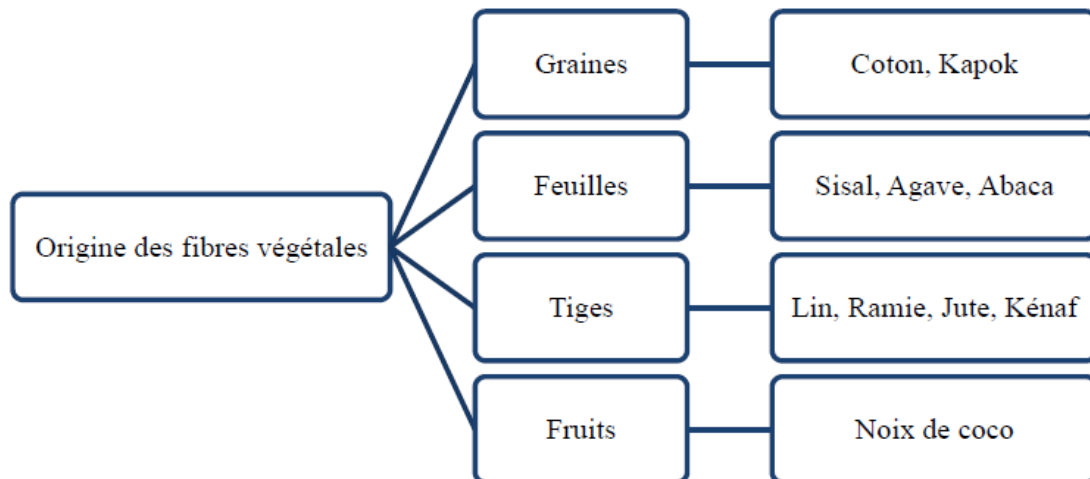 Origine des fibres végétales
Graines
Coton, Kapok
Feuilles
Sisal, Agave, Abaca
Tiges
Lin, Ramie, Jute, Kénaf
Fruits
Noix de coco